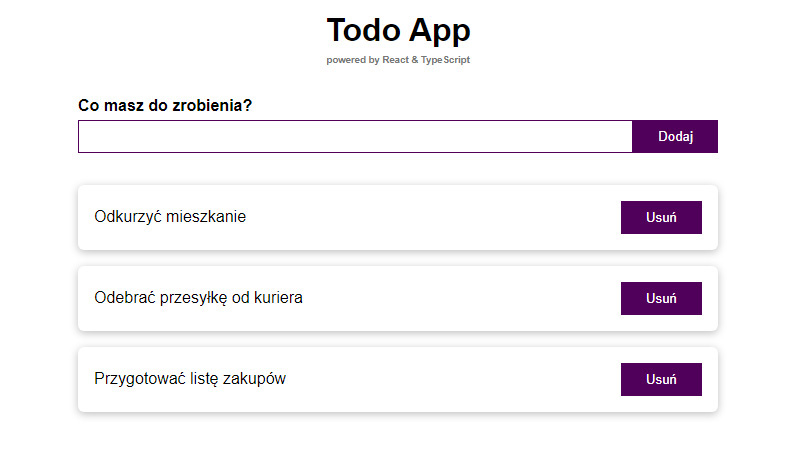 Todo App
powered by React & TypeScript
Co masz do zrobienia?
Dodaj
Odkurzyć mieszkanie
Usuń
Odebrać przesyłkę od kuriera
Usuń
Przygotować listę zakupów
Usuń